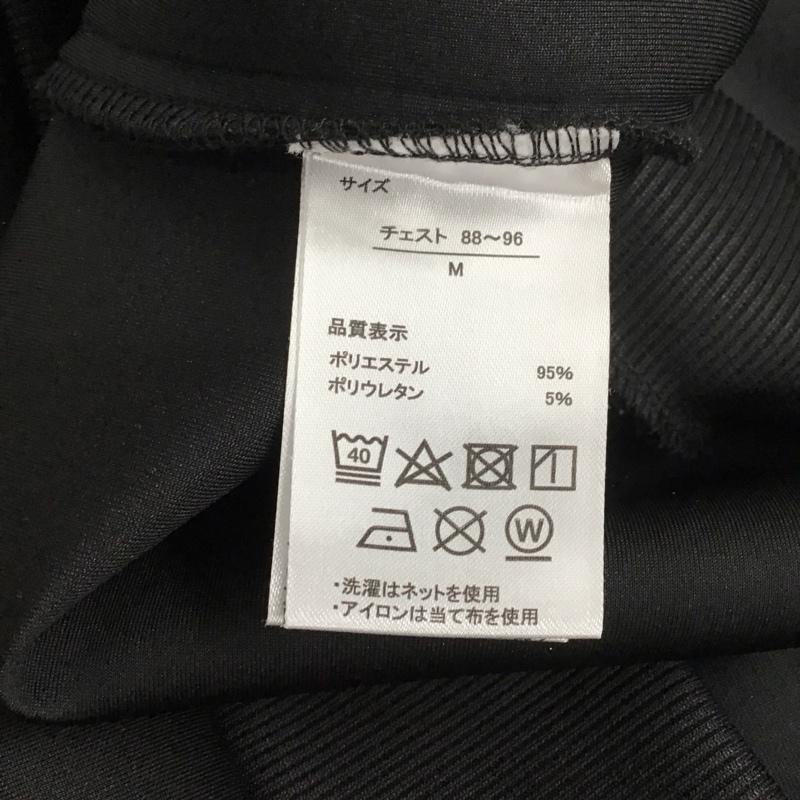 サイズ
チェスト 88〜96
M
品質表示
ポリエステル 95%
ポリウレタン 5%
40
W
・洗濯はネットを使用
・アイロンは当て布を使用